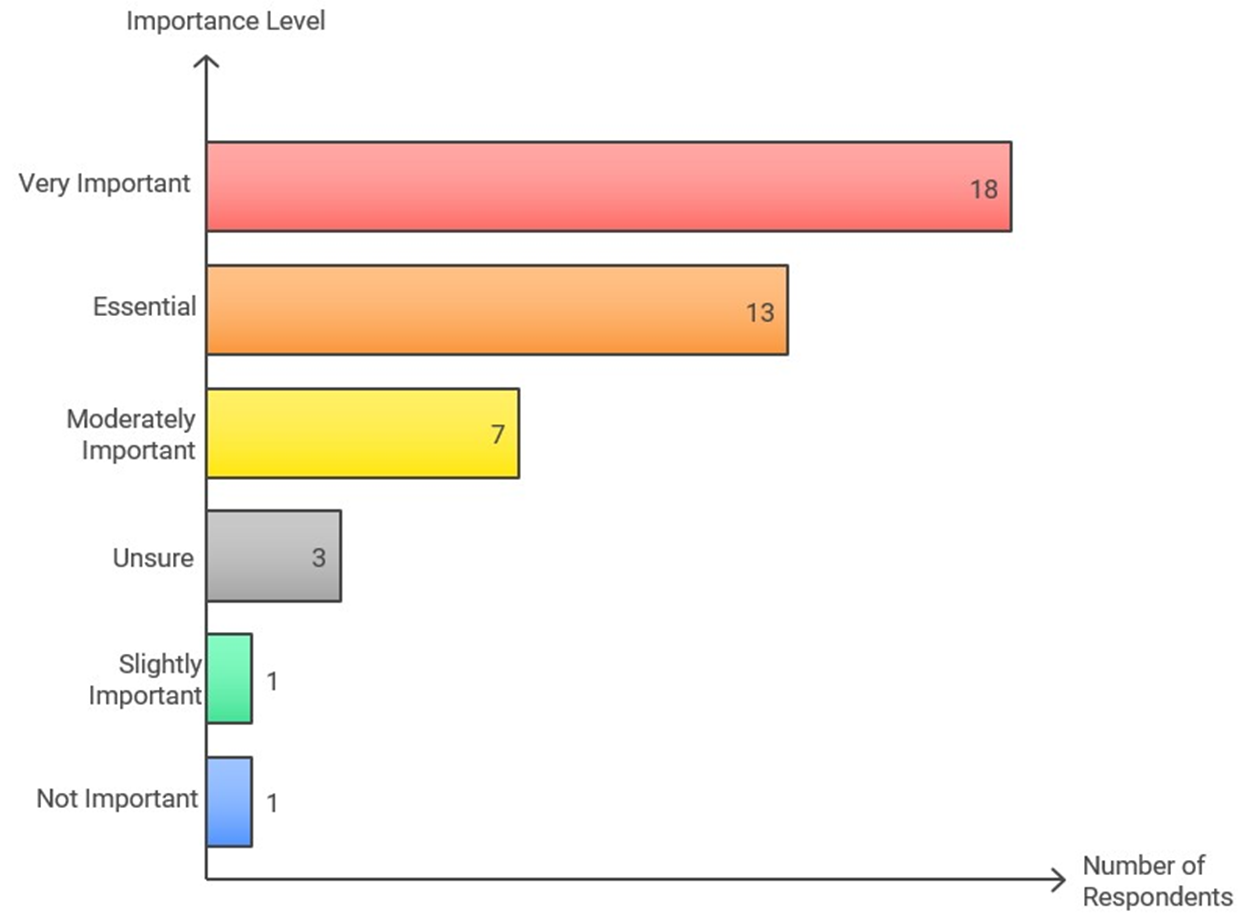 Importance Level
Very Important
18
Essential
13
Moderately
Important
7
Unsure
3
Slightly
Important
1
Not Important
1
Number of
Respondents